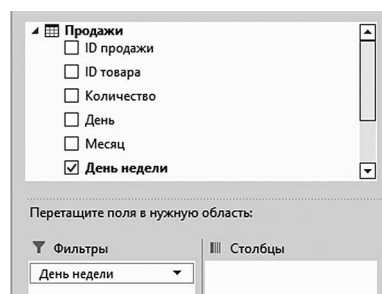 Продажи
ID продажи
ID товара
Количество
День
Месяц
День недели
Перетащите поля в нужную область:
Фильтры
Столбцы
День недели